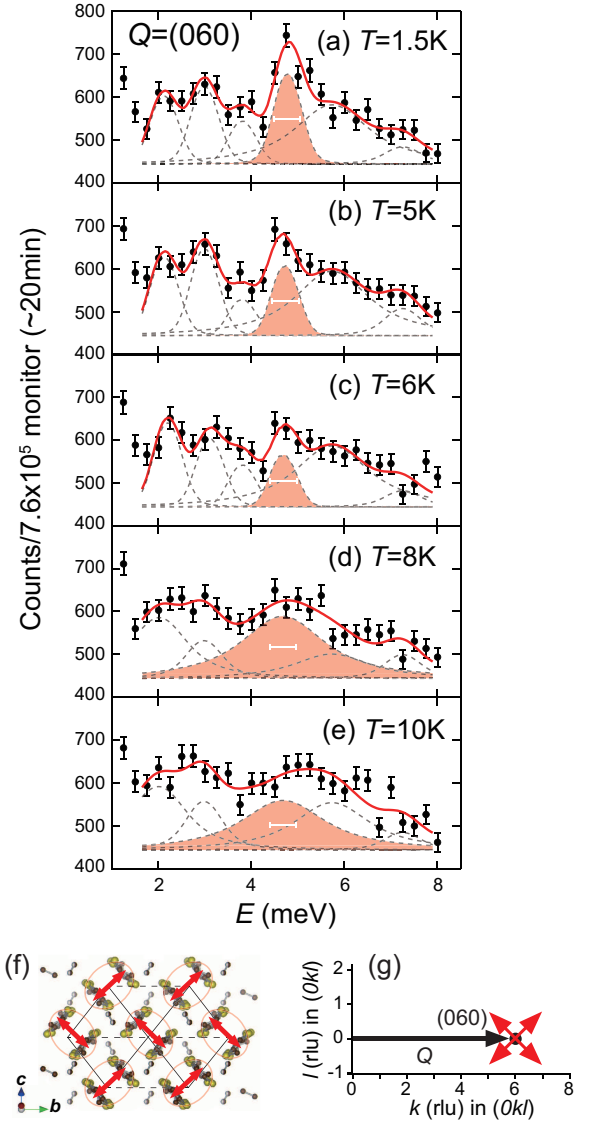 800
Q=(060)
(a) T=1.5K
700
600
500
400
(b) T=5K
700
600
500
400
(c) T=6K
700
600
500
400
(d) T=8K
700
600
500
400
(e) T=10K
700
600
500
400
Counts/7.6x10⁵ monitor (~20min)
2 4 6 8
E (meV)
(f)
c
b
(g)
l (rlu) in (0kl)
2
1
0
-1
(060)
Q
0 2 4 6 8
k (rlu) in (0kl)